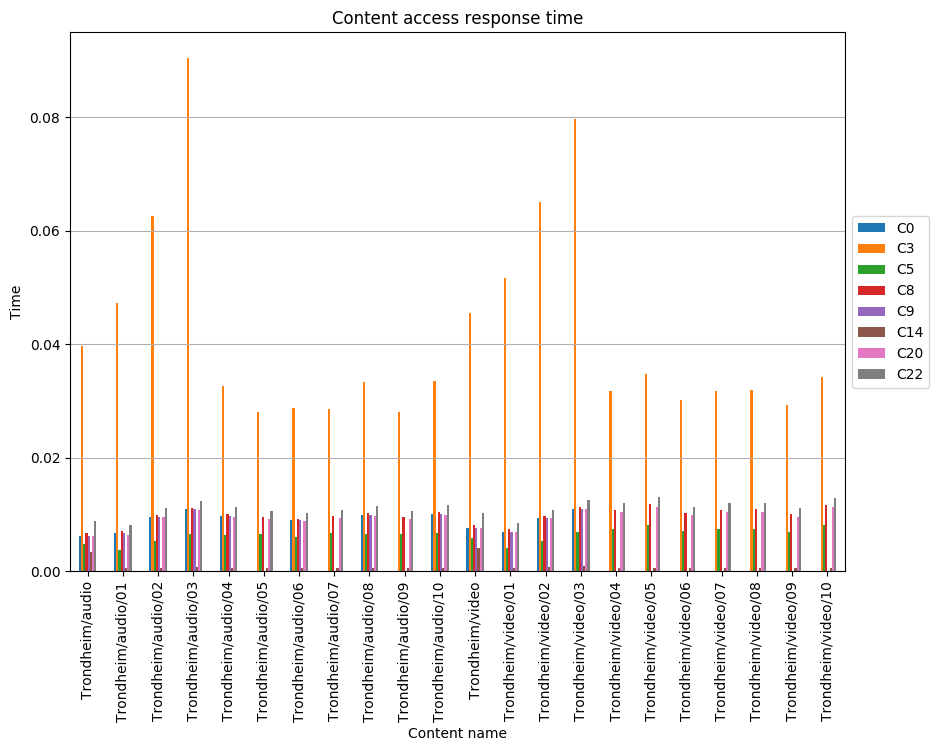 Content access response time
0.08
0.06
0.04
0.02
0.00
Time
C0
C3
C5
C8
C9
C14
C20
C22
Trondheim/audio
Trondheim/audio/01
Trondheim/audio/02
Trondheim/audio/03
Trondheim/audio/04
Trondheim/audio/05
Trondheim/audio/06
Trondheim/audio/07
Trondheim/audio/08
Trondheim/audio/09
Trondheim/audio/10
Trondheim/video
Trondheim/video/01
Trondheim/video/02
Trondheim/video/03
Trondheim/video/04
Trondheim/video/05
Trondheim/video/06
Trondheim/video/07
Trondheim/video/08
Trondheim/video/09
Trondheim/video/10
Content name